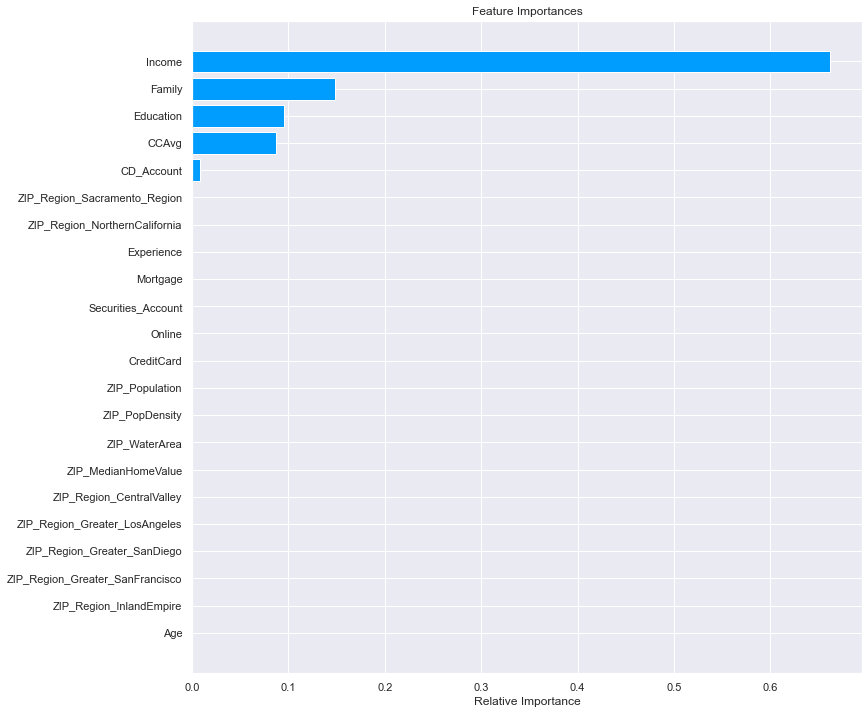 Feature Importances
Income
Family
Education
CCAvg
CD_Account
ZIP_Region_Sacramento_Region
ZIP_Region_NorthernCalifornia
Experience
Mortgage
Securities_Account
Online
CreditCard
ZIP_Population
ZIP_PopDensity
ZIP_WaterArea
ZIP_MedianHomeValue
ZIP_Region_CentralValley
ZIP_Region_Greater_LosAngeles
ZIP_Region_Greater_SanDiego
ZIP_Region_Greater_SanFrancisco
ZIP_Region_InlandEmpire
Age
0.0 0.1 0.2 0.3 0.4 0.5 0.6
Relative Importance